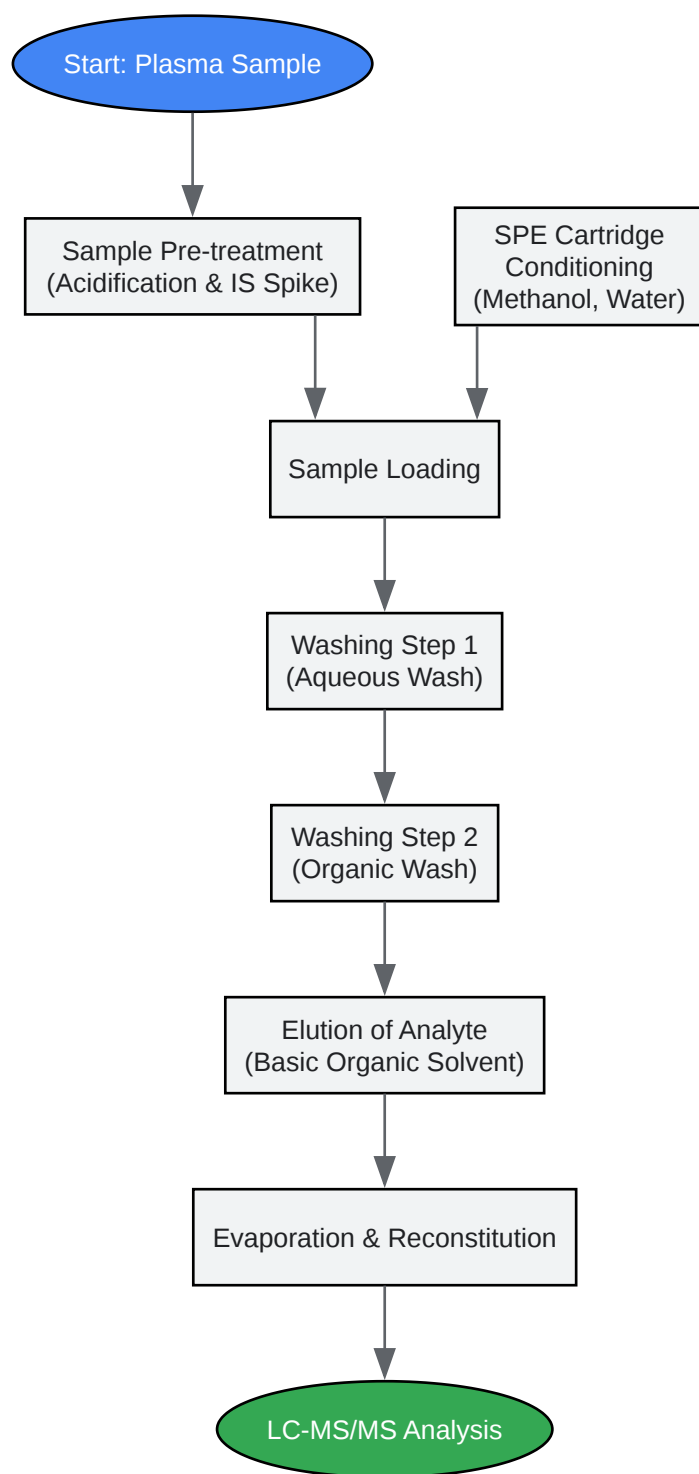 Start: Plasma Sample
Sample Pre-treatment
(Acidification & IS Spike)
SPE Cartridge
Conditioning
(Methanol, Water)
Sample Loading
Washing Step 1
(Aqueous Wash)
Washing Step 2
(Organic Wash)
Elution of Analyte
(Basic Organic Solvent)
Evaporation & Reconstitution
LC-MS/MS Analysis